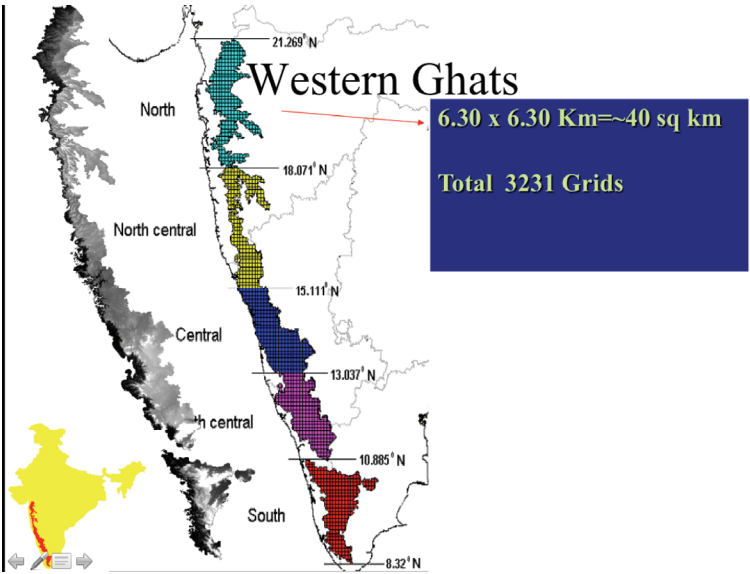 21.269° N
Western Ghats
North
6.30 x 6.30 Km=~40 sq km
18.071° N
Total 3231 Grids
North central
15.111° N
Central
13.037° N
h central
10.885° N
South
8.32° N